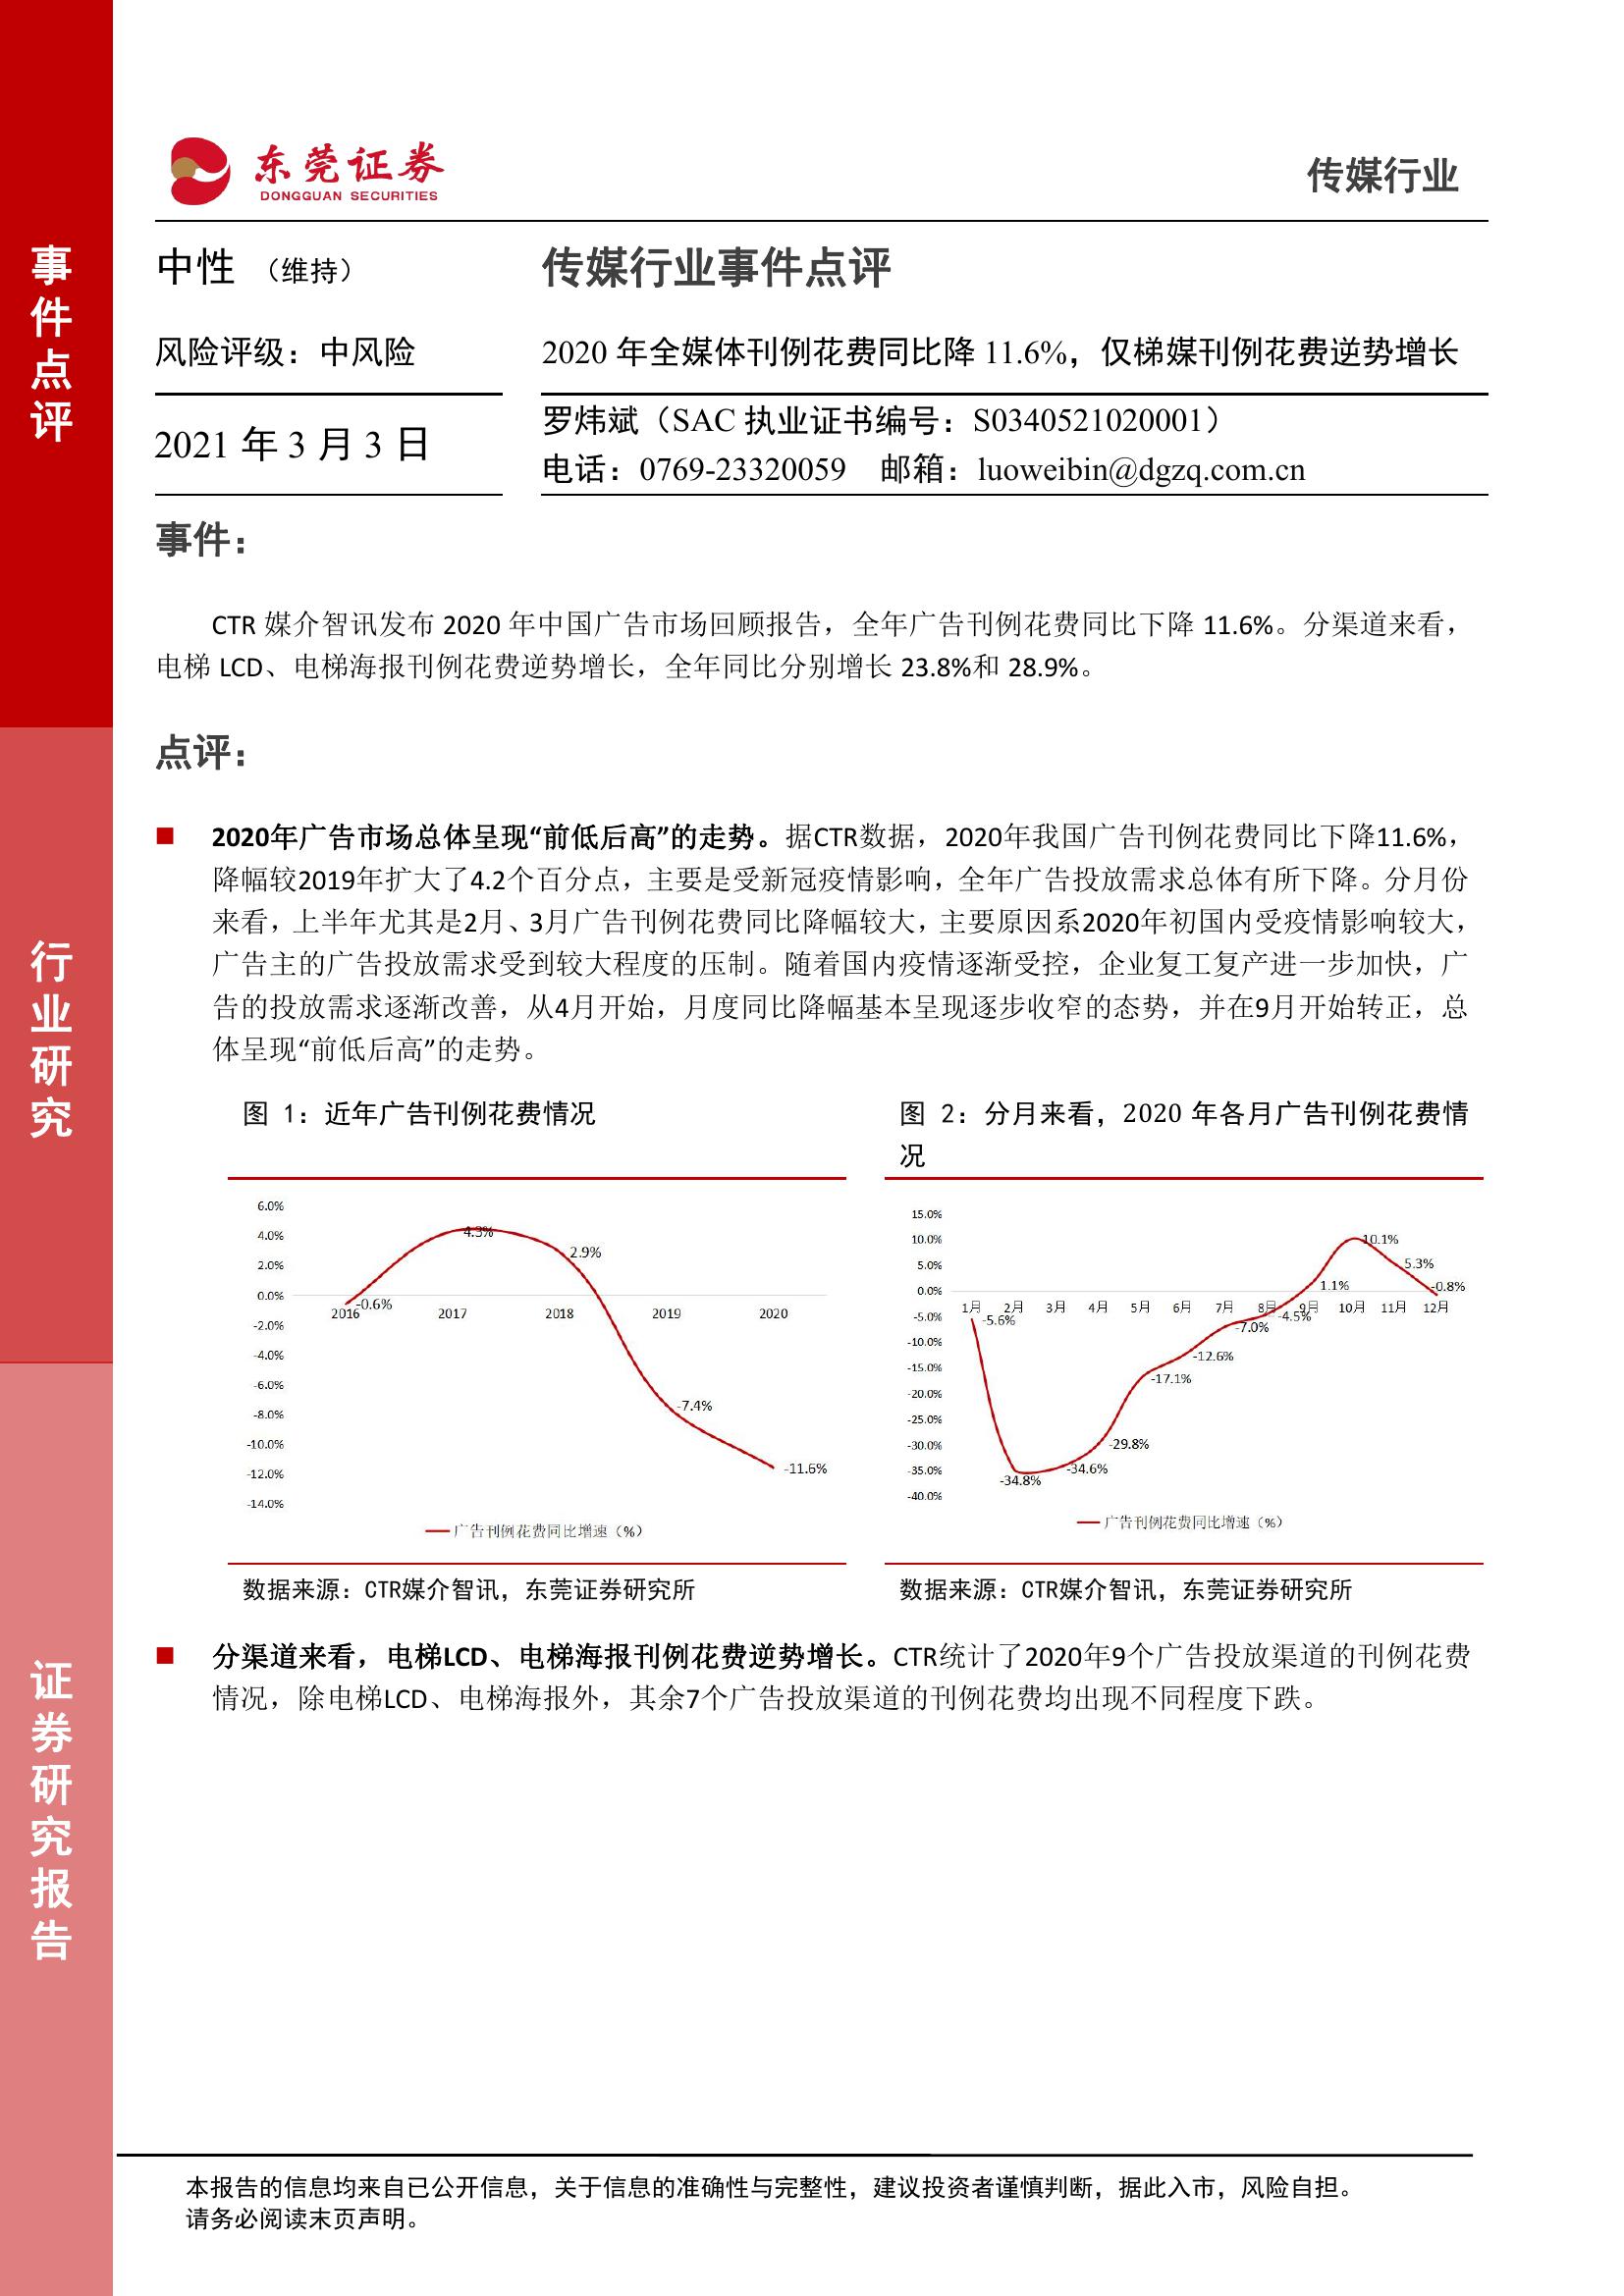 东莞证券
DONGGUAN SECURITIES
传媒行业
事件点评
行业研究
证券研究报告
中性 （维持）
传媒行业事件点评
风险评级：中风险
2020 年全媒体刊例花费同比降 11.6%，仅梯媒刊例花费逆势增长
2021 年 3 月 3 日
罗炜斌（SAC 执业证书编号：S0340521020001）
电话：0769-23320059 邮箱：luoweibin@dgzq.com.cn
事件：
CTR 媒介智讯发布 2020 年中国广告市场回顾报告，全年广告刊例花费同比下降 11.6%。分渠道来看，
电梯 LCD、电梯海报刊例花费逆势增长，全年同比分别增长 23.8%和 28.9%。
点评：
■ 2020年广告市场总体呈现“前低后高”的走势。据CTR数据，2020年我国广告刊例花费同比下降11.6%，
降幅较2019年扩大了4.2个百分点，主要是受新冠疫情影响，全年广告投放需求总体有所下降。分月份
来看，上半年尤其是2月、3月广告刊例花费同比降幅较大，主要原因系2020年初国内受疫情影响较大，
广告主的广告投放需求受到较大程度的压制。随着国内疫情逐渐受控，企业复工复产进一步加快，广
告的投放需求逐渐改善，从4月开始，月度同比降幅基本呈现逐步收窄的态势，并在9月开始转正，总
体呈现“前低后高”的走势。
图 1：近年广告刊例花费情况
6.0%
4.0%
2.0%
0.0%
-2.0%
-4.0%
-6.0%
-8.0%
-10.0%
-12.0%
-14.0%
-0.6%
4.3%
2.9%
-7.4%
-11.6%
2016 2017 2018 2019 2020
广告刊例花费同比增速（%）
数据来源：CTR媒介智讯，东莞证券研究所
图 2：分月来看，2020 年各月广告刊例花费情
况
15.0%
10.0%
5.0%
0.0%
-5.0%
-10.0%
-15.0%
-20.0%
-25.0%
-30.0%
-35.0%
-40.0%
1月 2月 3月 4月 5月 6月 7月 8月 9月 10月 11月 12月
-5.6%
-34.8%
-34.6%
-29.8%
-17.1%
-12.6%
-7.0%
-4.5%
1.1%
10.1%
5.3%
-0.8%
广告刊例花费同比增速（%）
数据来源：CTR媒介智讯，东莞证券研究所
■ 分渠道来看，电梯LCD、电梯海报刊例花费逆势增长。CTR统计了2020年9个广告投放渠道的刊例花费
情况，除电梯LCD、电梯海报外，其余7个广告投放渠道的刊例花费均出现不同程度下跌。
本报告的信息均来自已公开信息，关于信息的准确性与完整性，建议投资者谨慎判断，据此入市，风险自担。
请务必阅读末页声明。